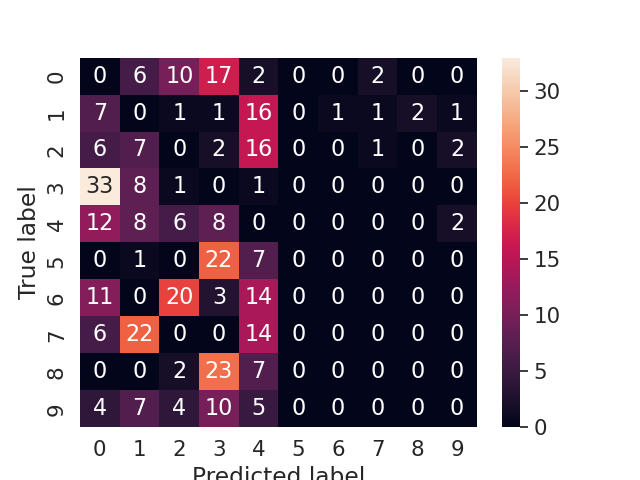 0 0 6 10 17 2 0 0 2 0 0
1 7 0 1 1 16 0 1 1 2 1
2 6 7 0 2 16 0 0 1 0 2
3 33 8 1 0 1 0 0 0 0 0
4 12 8 6 8 0 0 0 0 0 2
5 0 1 0 22 7 0 0 0 0 0
6 11 0 20 3 14 0 0 0 0 0
7 6 22 0 0 14 0 0 0 0 0
8 0 0 2 23 7 0 0 0 0 0
9 4 7 4 10 5 0 0 0 0 0
0 1 2 3 4 5 6 7 8 9
True label
Predicted label
30
25
20
15
10
5
0